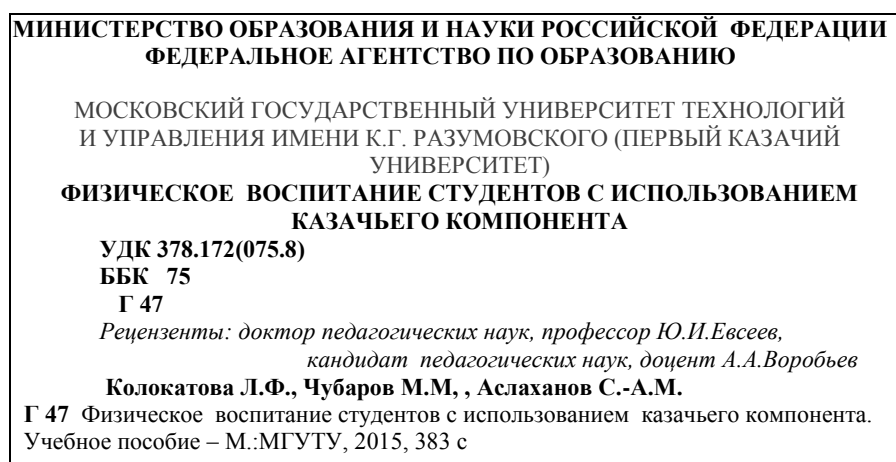 МИНИСТЕРСТВО ОБРАЗОВАНИЯ И НАУКИ РОССИЙСКОЙ ФЕДЕРАЦИИ
ФЕДЕРАЛЬНОЕ АГЕНТСТВО ПО ОБРАЗОВАНИЮ
МОСКОВСКИЙ ГОСУДАРСТВЕННЫЙ УНИВЕРСИТЕТ ТЕХНОЛОГИЙ
И УПРАВЛЕНИЯ ИМЕНИ К.Г. РАЗУМОВСКОГО (ПЕРВЫЙ КАЗАЧИЙ
УНИВЕРСИТЕТ)
ФИЗИЧЕСКОЕ ВОСПИТАНИЕ СТУДЕНТОВ С ИСПОЛЬЗОВАНИЕМ
КАЗАЧЬЕГО КОМПОНЕНТА
УДК 378.172(075.8)
ББК 75
Г 47
Рецензенты: доктор педагогических наук, профессор Ю.И.Евсеев,
кандидат педагогических наук, доцент А.А.Воробьев
Колокатова Л.Ф., Чубаров М.М, , Аслаханов С.-А.М.
Г 47 Физическое воспитание студентов с использованием казачьего компонента.
Учебное пособие – М.:МГУТУ, 2015, 383 с